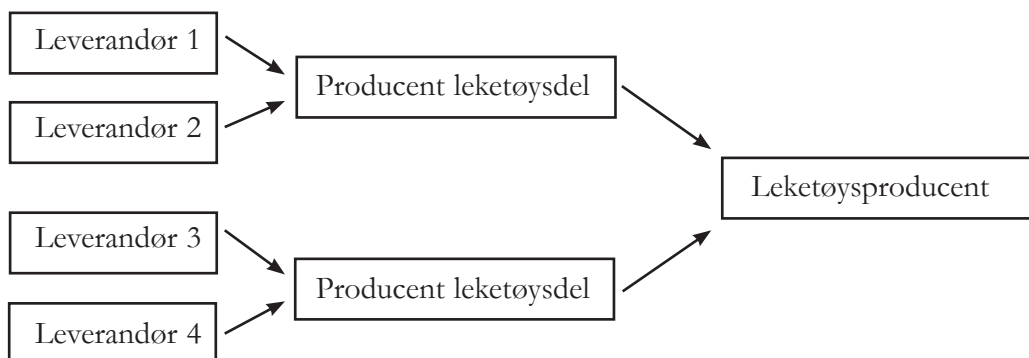 Leverandør 1
Leverandør 2
Producent leketøysdel
Leverandør 3
Leverandør 4
Producent leketøysdel
Leketøysproducent